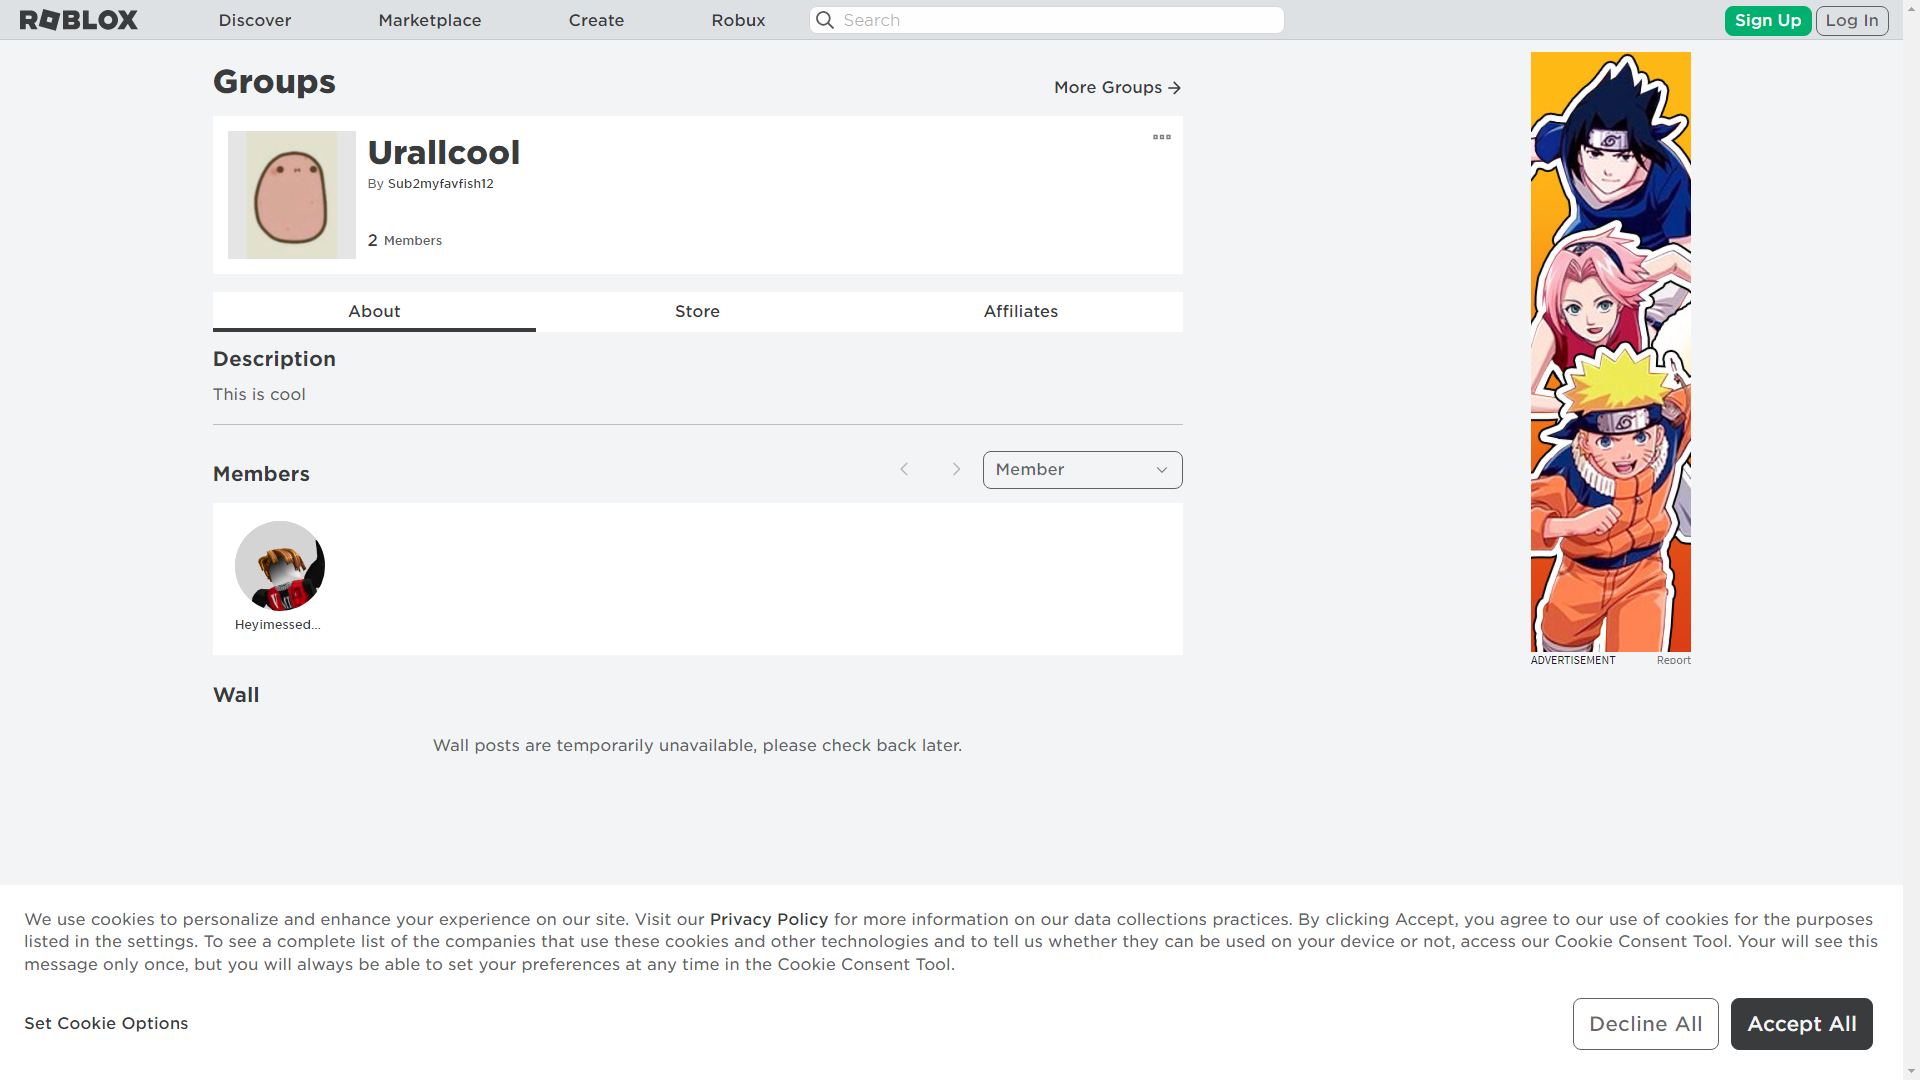 ROBLOX
Discover
Marketplace
Create
Robux
Search
Sign Up
Log In
Groups
More Groups
Urallcool
By Sub2myfavfish12
2 Members
About
Store
Affiliates
Description
This is cool
Members
Member
Heyimessed...
Wall
Wall posts are temporarily unavailable, please check back later.
ADVERTISEMENT
Report
We use cookies to personalize and enhance your experience on our site. Visit our Privacy Policy for more information on our data collections practices. By clicking Accept, you agree to our use of cookies for the purposes
listed in the settings. To see a complete list of the companies that use these cookies and other technologies and to tell us whether they can be used on your device or not, access our Cookie Consent Tool. Your will see this
message only once, but you will always be able to set your preferences at any time in the Cookie Consent Tool.
Set Cookie Options
Decline All
Accept All